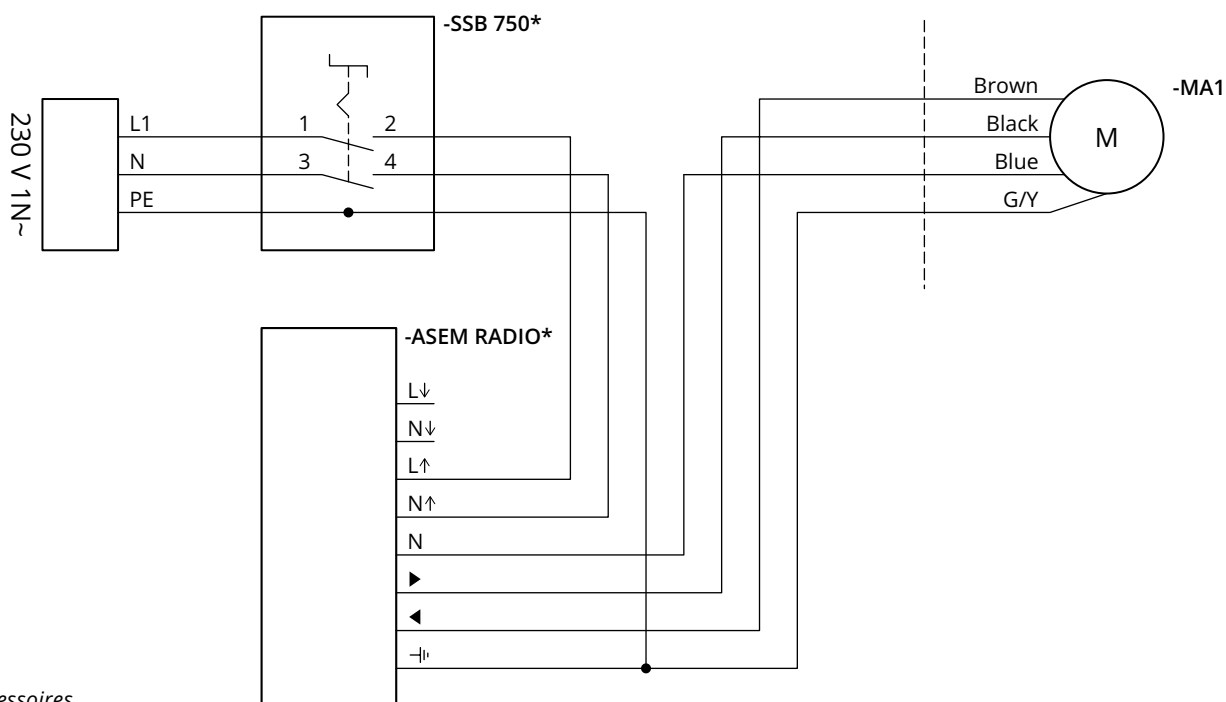 -SSB 750*
230 V 1N~
L1
N
PE
1
2
3
4
Brown
Black
Blue
G/Y
M
-MA1
-ASEM RADIO*
L↓
N↓
L↑
N↑
N
▶
◀